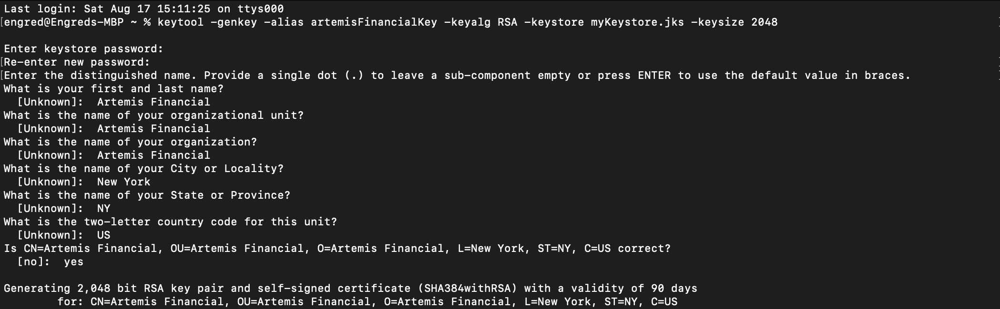 Last login: Sat Aug 17 15:11:25 on ttys000
[engred@Engreds-MBP ~ % keytool -genkey -alias artemisFinancialKey -keyalg RSA -keystore myKeystore.jks -keysize 2048
Enter keystore password:
[Re-enter new password:
[Enter the distinguished name. Provide a single dot (.) to leave a sub-component empty or press ENTER to use the default value in braces.
What is your first and last name?
  [Unknown]:  Artemis Financial
What is the name of your organizational unit?
  [Unknown]:  Artemis Financial
What is the name of your organization?
  [Unknown]:  Artemis Financial
What is the name of your City or Locality?
  [Unknown]:  New York
What is the name of your State or Province?
  [Unknown]:  NY
What is the two-letter country code for this unit?
  [Unknown]:  US
Is CN=Artemis Financial, OU=Artemis Financial, O=Artemis Financial, L=New York, ST=NY, C=US correct?
  [no]:  yes
Generating 2,048 bit RSA key pair and self-signed certificate (SHA384withRSA) with a validity of 90 days
        for: CN=Artemis Financial, OU=Artemis Financial, O=Artemis Financial, L=New York, ST=NY, C=US